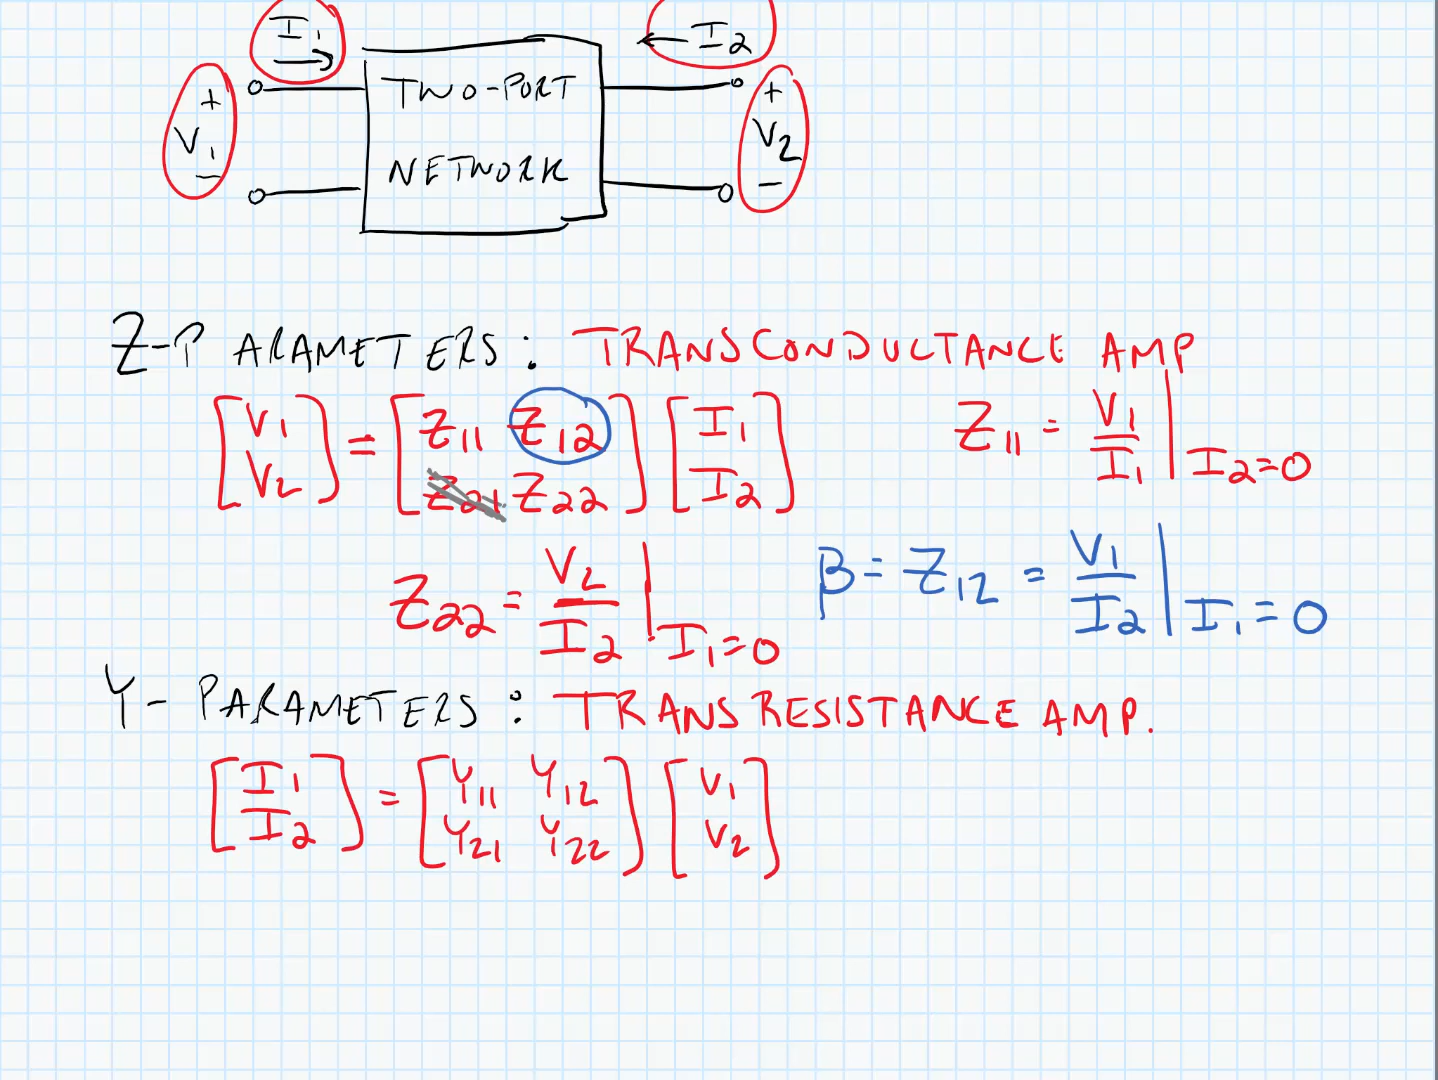 I1 I2
+ TWO-PORT +
V1 V2
- NETWORK -
Z-PARAMETERS: TRANSCONDUCTANCE AMP
[V1 V2] = [Z11 Z12 Z21 Z22] [I1 I2] Z11 = V1/I1 | I2=0
Z22 = V2/I2 | I1=0 β = Z12 = V1/I2 | I1=0
Y-PARAMETERS: TRANSRESISTANCE AMP.
[I1 I2] = [Y11 Y12 Y21 Y22] [V1 V2]